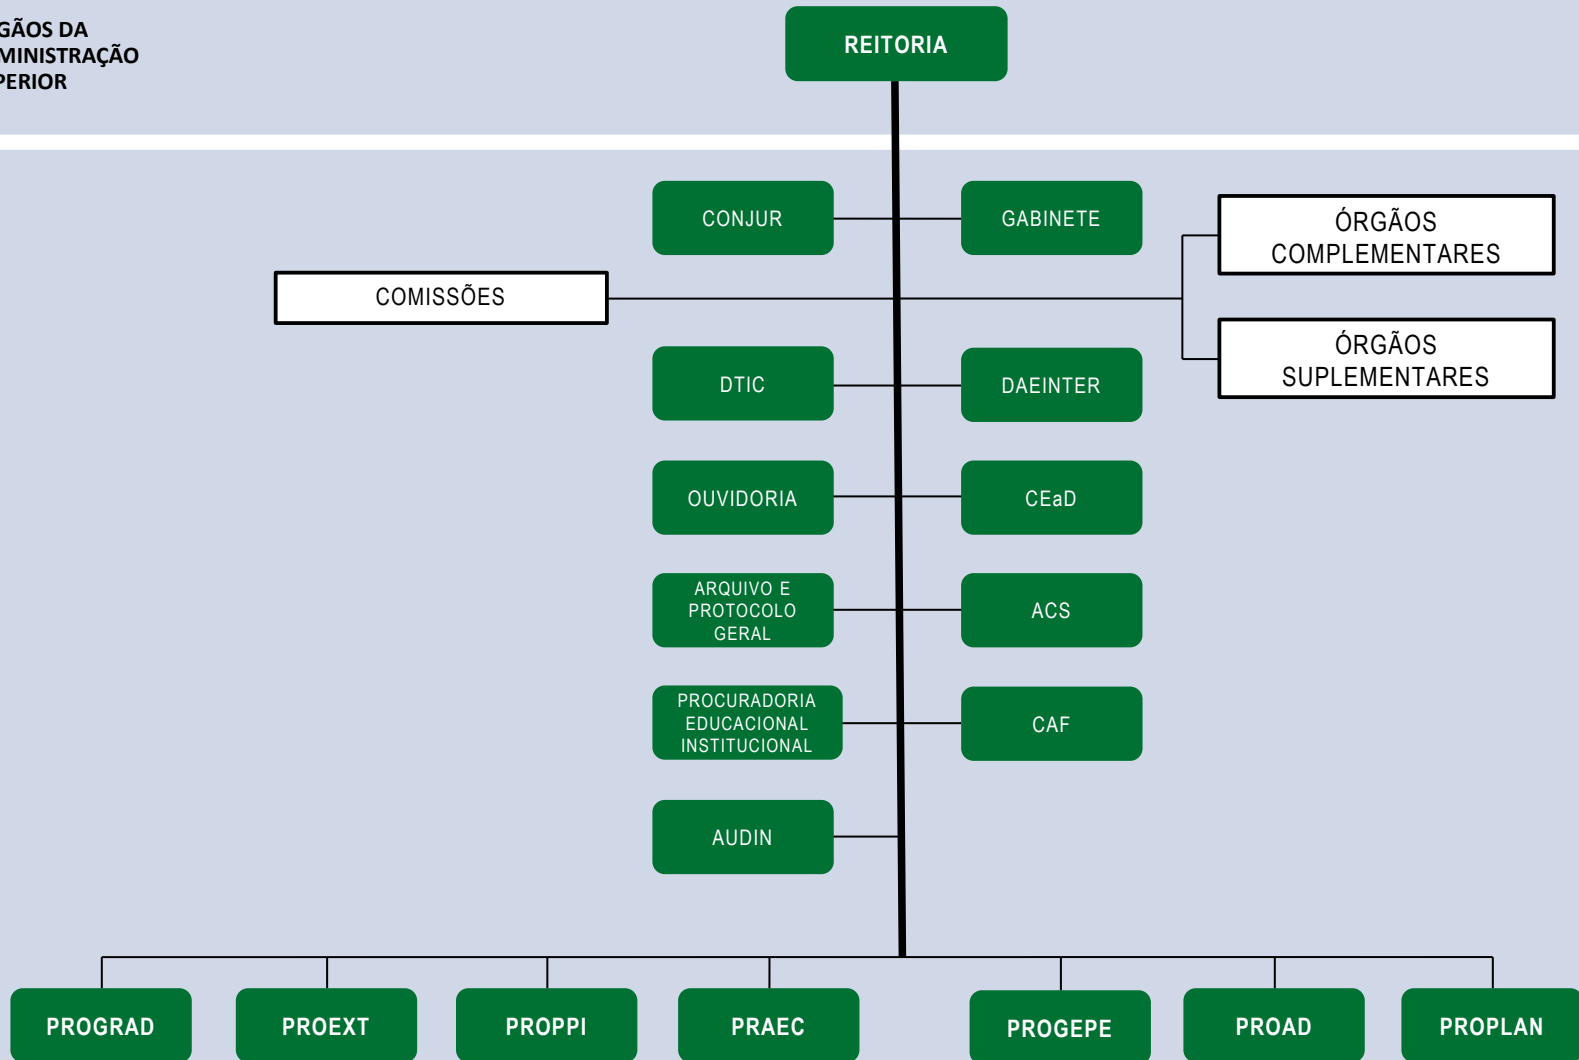 GÃOS DA
MINISTRAÇÃO
PERIOR
REITORIA
CONJUR
GABINETE
ÓRGÃOS
COMPLEMENTARES
COMISSÕES
ÓRGÃOS
SUPLEMENTARES
DTIC
DAEINTER
OUVIDORIA
CEaD
ARQUIVO E
PROTOCOLO
GERAL
ACS
PROCURADORIA
EDUCACIONAL
INSTITUCIONAL
CAF
AUDIN
PROGRAD
PROEXT
PROPPI
PRAEC
PROGEPE
PROAD
PROPLAN